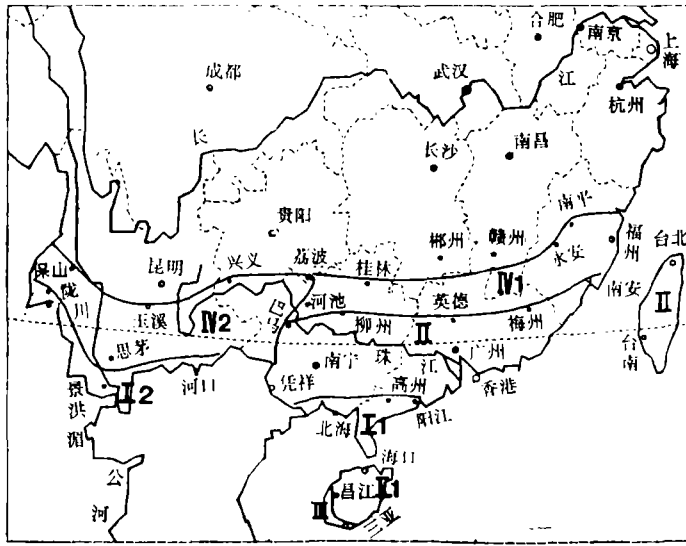 合肥
南京
上海
成都
武汉
江
杭州
长
长沙
南昌
贵阳
南平
福州
台北
昆明
兴义
荔波
桂林
郴州
赣州
永安
保山
陇川
玉溪
Ⅳ2
巴马
河池
柳州
英德
Ⅳ1
梅州
南安
Ⅱ
Ⅱ
台南
思茅
南宁
珠
江
广州
香港
景洪
河口
凭祥
高州
阳江
湄
公
河
北海
海口
昌江
Ⅲ
三亚